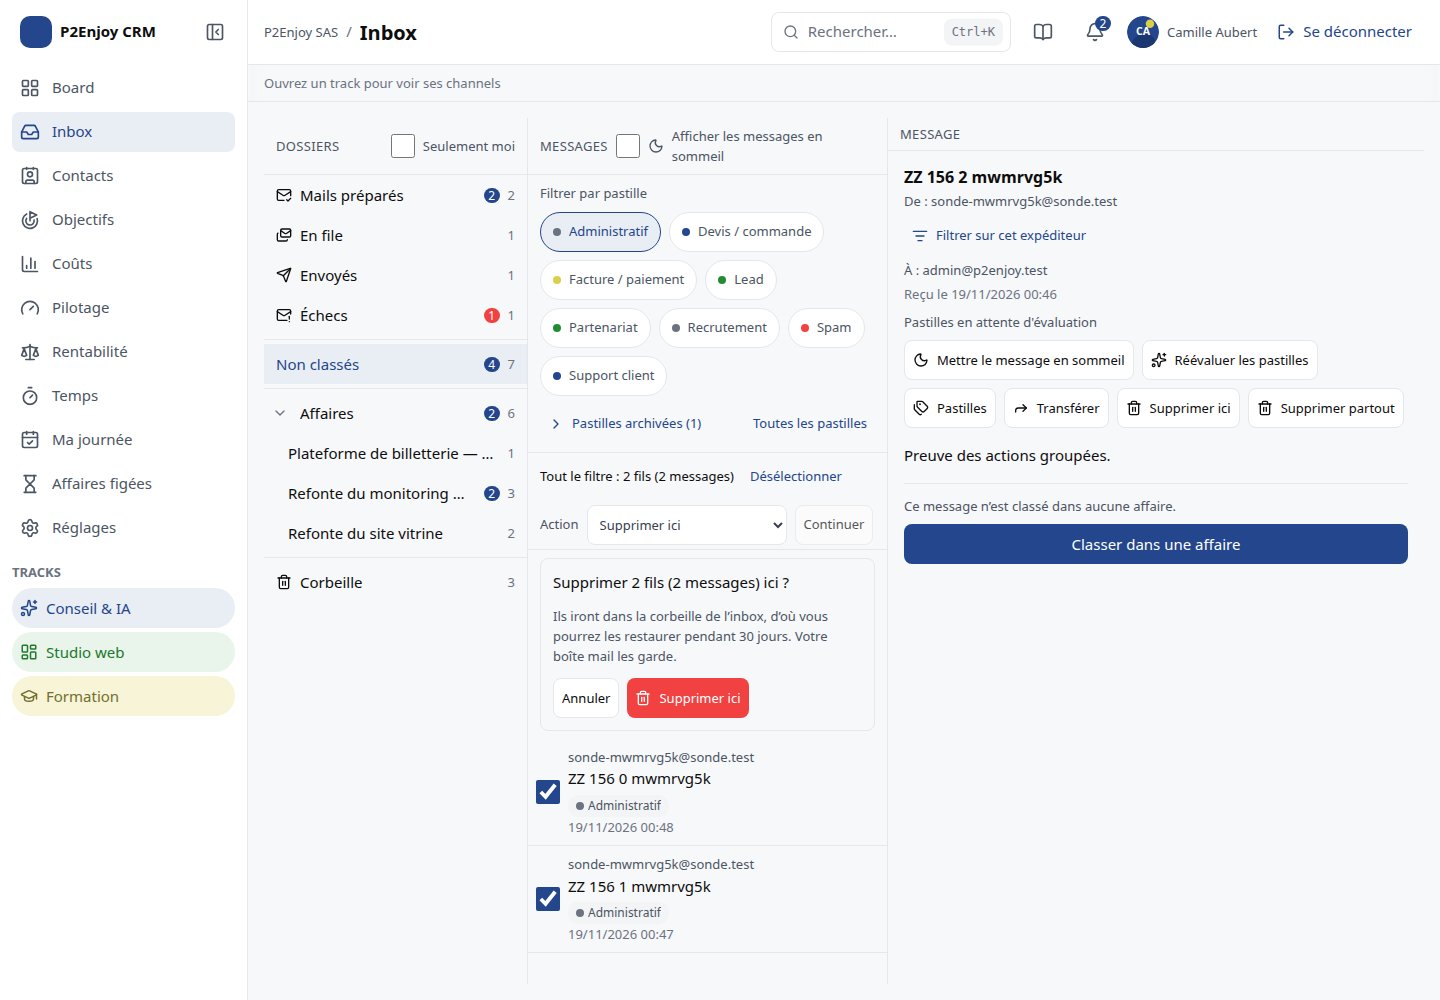 P2Enjoy CRM
Board
Inbox
Contacts
Objectifs
Coûts
Pilotage
Rentabilité
Temps
Ma journée
Affaires figées
Réglages
TRACKS
Conseil & IA
Studio web
Formation
P2Enjoy SAS / Inbox
Rechercher... Ctrl+K
2
CA Camille Aubert
Se déconnecter
Ouvrez un track pour voir ses channels
DOSSIERS Seulement moi
Mails préparés 2 2
En file 1
Envoyés 1
Échecs 1 1
Non classés 4 7
Affaires 2 6
Plateforme de billetterie — ... 1
Refonte du monitoring ... 2 3
Refonte du site vitrine 2
Corbeille 3
MESSAGES Afficher les messages en
sommeil
Filtrer par pastille
Administratif Devis / commande
Facture / paiement Lead
Partenariat Recrutement Spam
Support client
Pastilles archivées (1) Toutes les pastilles
Tout le filtre : 2 fils (2 messages) Désélectionner
Action Supprimer ici Continuer
Supprimer 2 fils (2 messages) ici ?
Ils iront dans la corbeille de l’inbox, d’où vous
pourrez les restaurer pendant 30 jours. Votre
boîte mail les garde.
Annuler Supprimer ici
sonde-mwmrvg5k@sonde.test
ZZ 156 0 mwmrvg5k
Administratif
19/11/2026 00:48
sonde-mwmrvg5k@sonde.test
ZZ 156 1 mwmrvg5k
Administratif
19/11/2026 00:47
MESSAGE
ZZ 156 2 mwmrvg5k
De : sonde-mwmrvg5k@sonde.test
Filtrer sur cet expéditeur
À : admin@p2enjoy.test
Reçu le 19/11/2026 00:46
Pastilles en attente d'évaluation
Mettre le message en sommeil Réévaluer les pastilles
Pastilles Transférer Supprimer ici Supprimer partout
Preuve des actions groupées.
Ce message n’est classé dans aucune affaire.
Classer dans une affaire